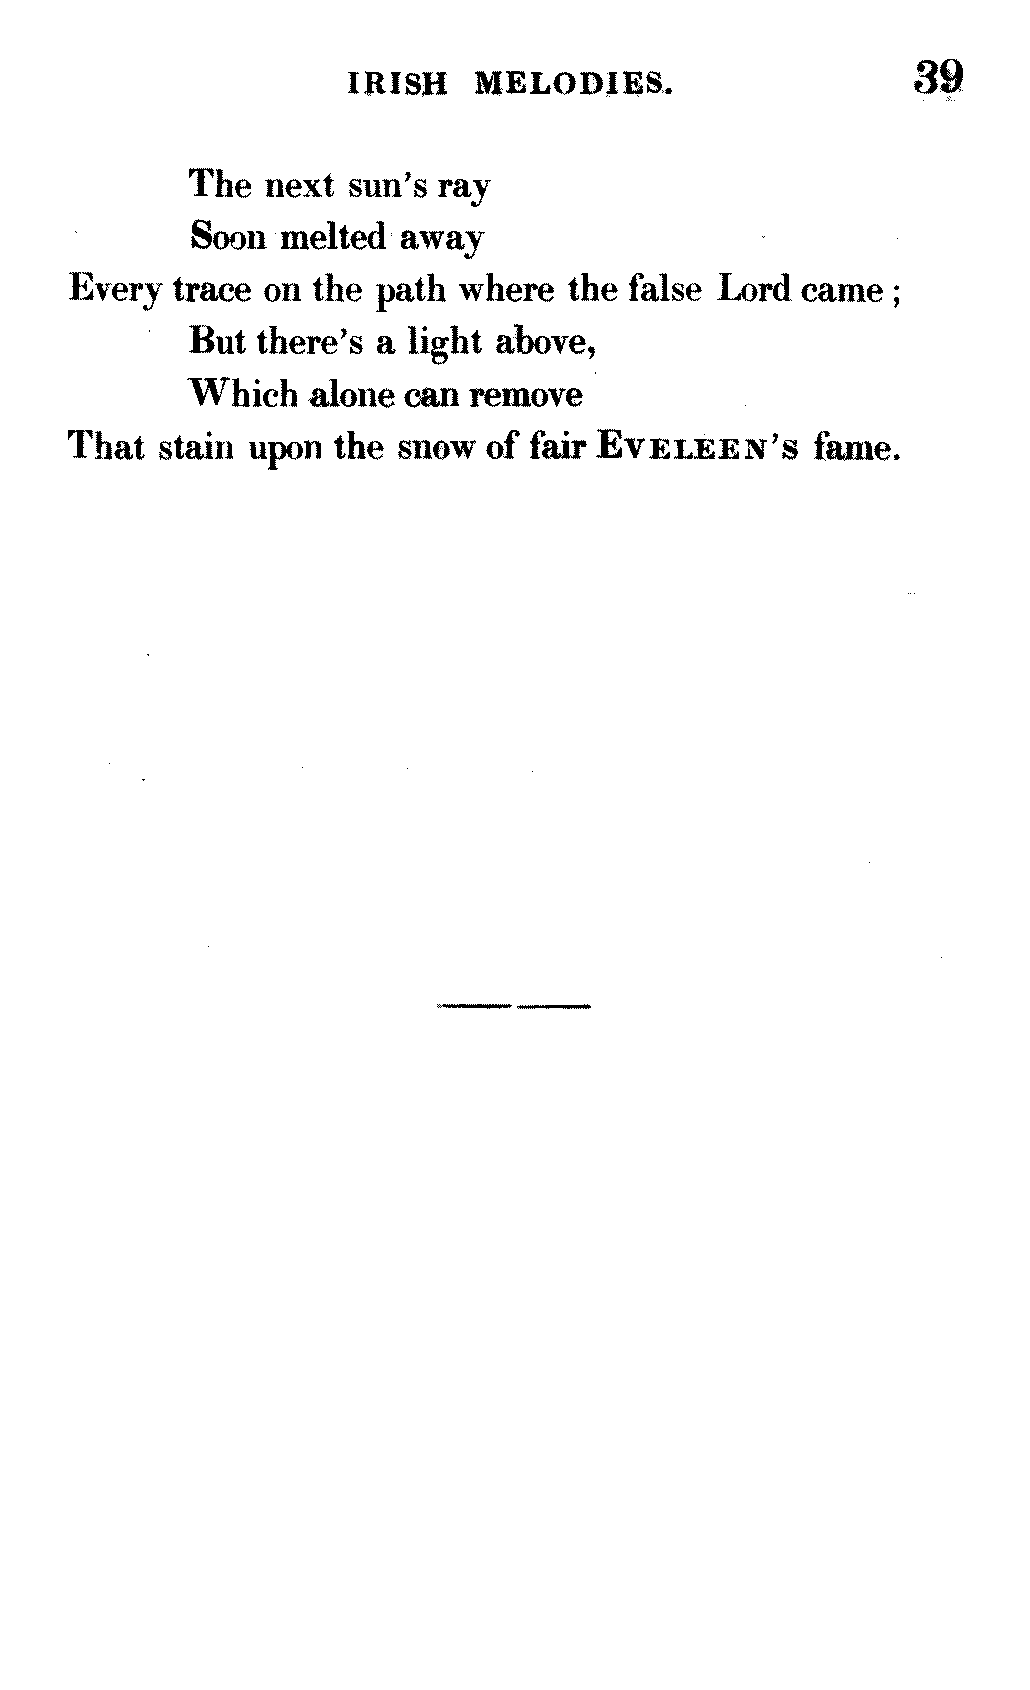 IRISH MELODIES. 39
The next sun's ray
Soon melted away
Every trace on the path where the false Lord came ;
But there's a light above,
Which alone can remove
That stain upon the snow of fair EVELEEN'S fame.